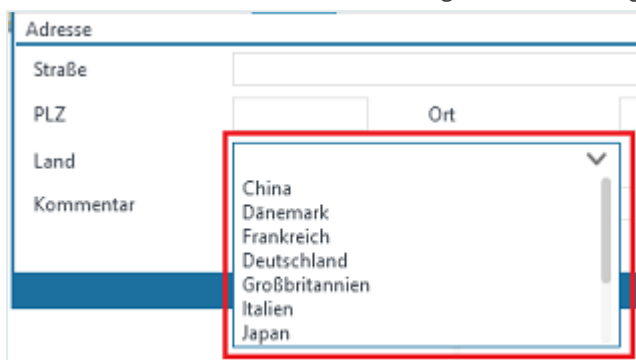 Adresse
Straße
PLZ
Ort
Land
Kommentar
China
Dänemark
Frankreich
Deutschland
Großbritannien
Italien
Japan